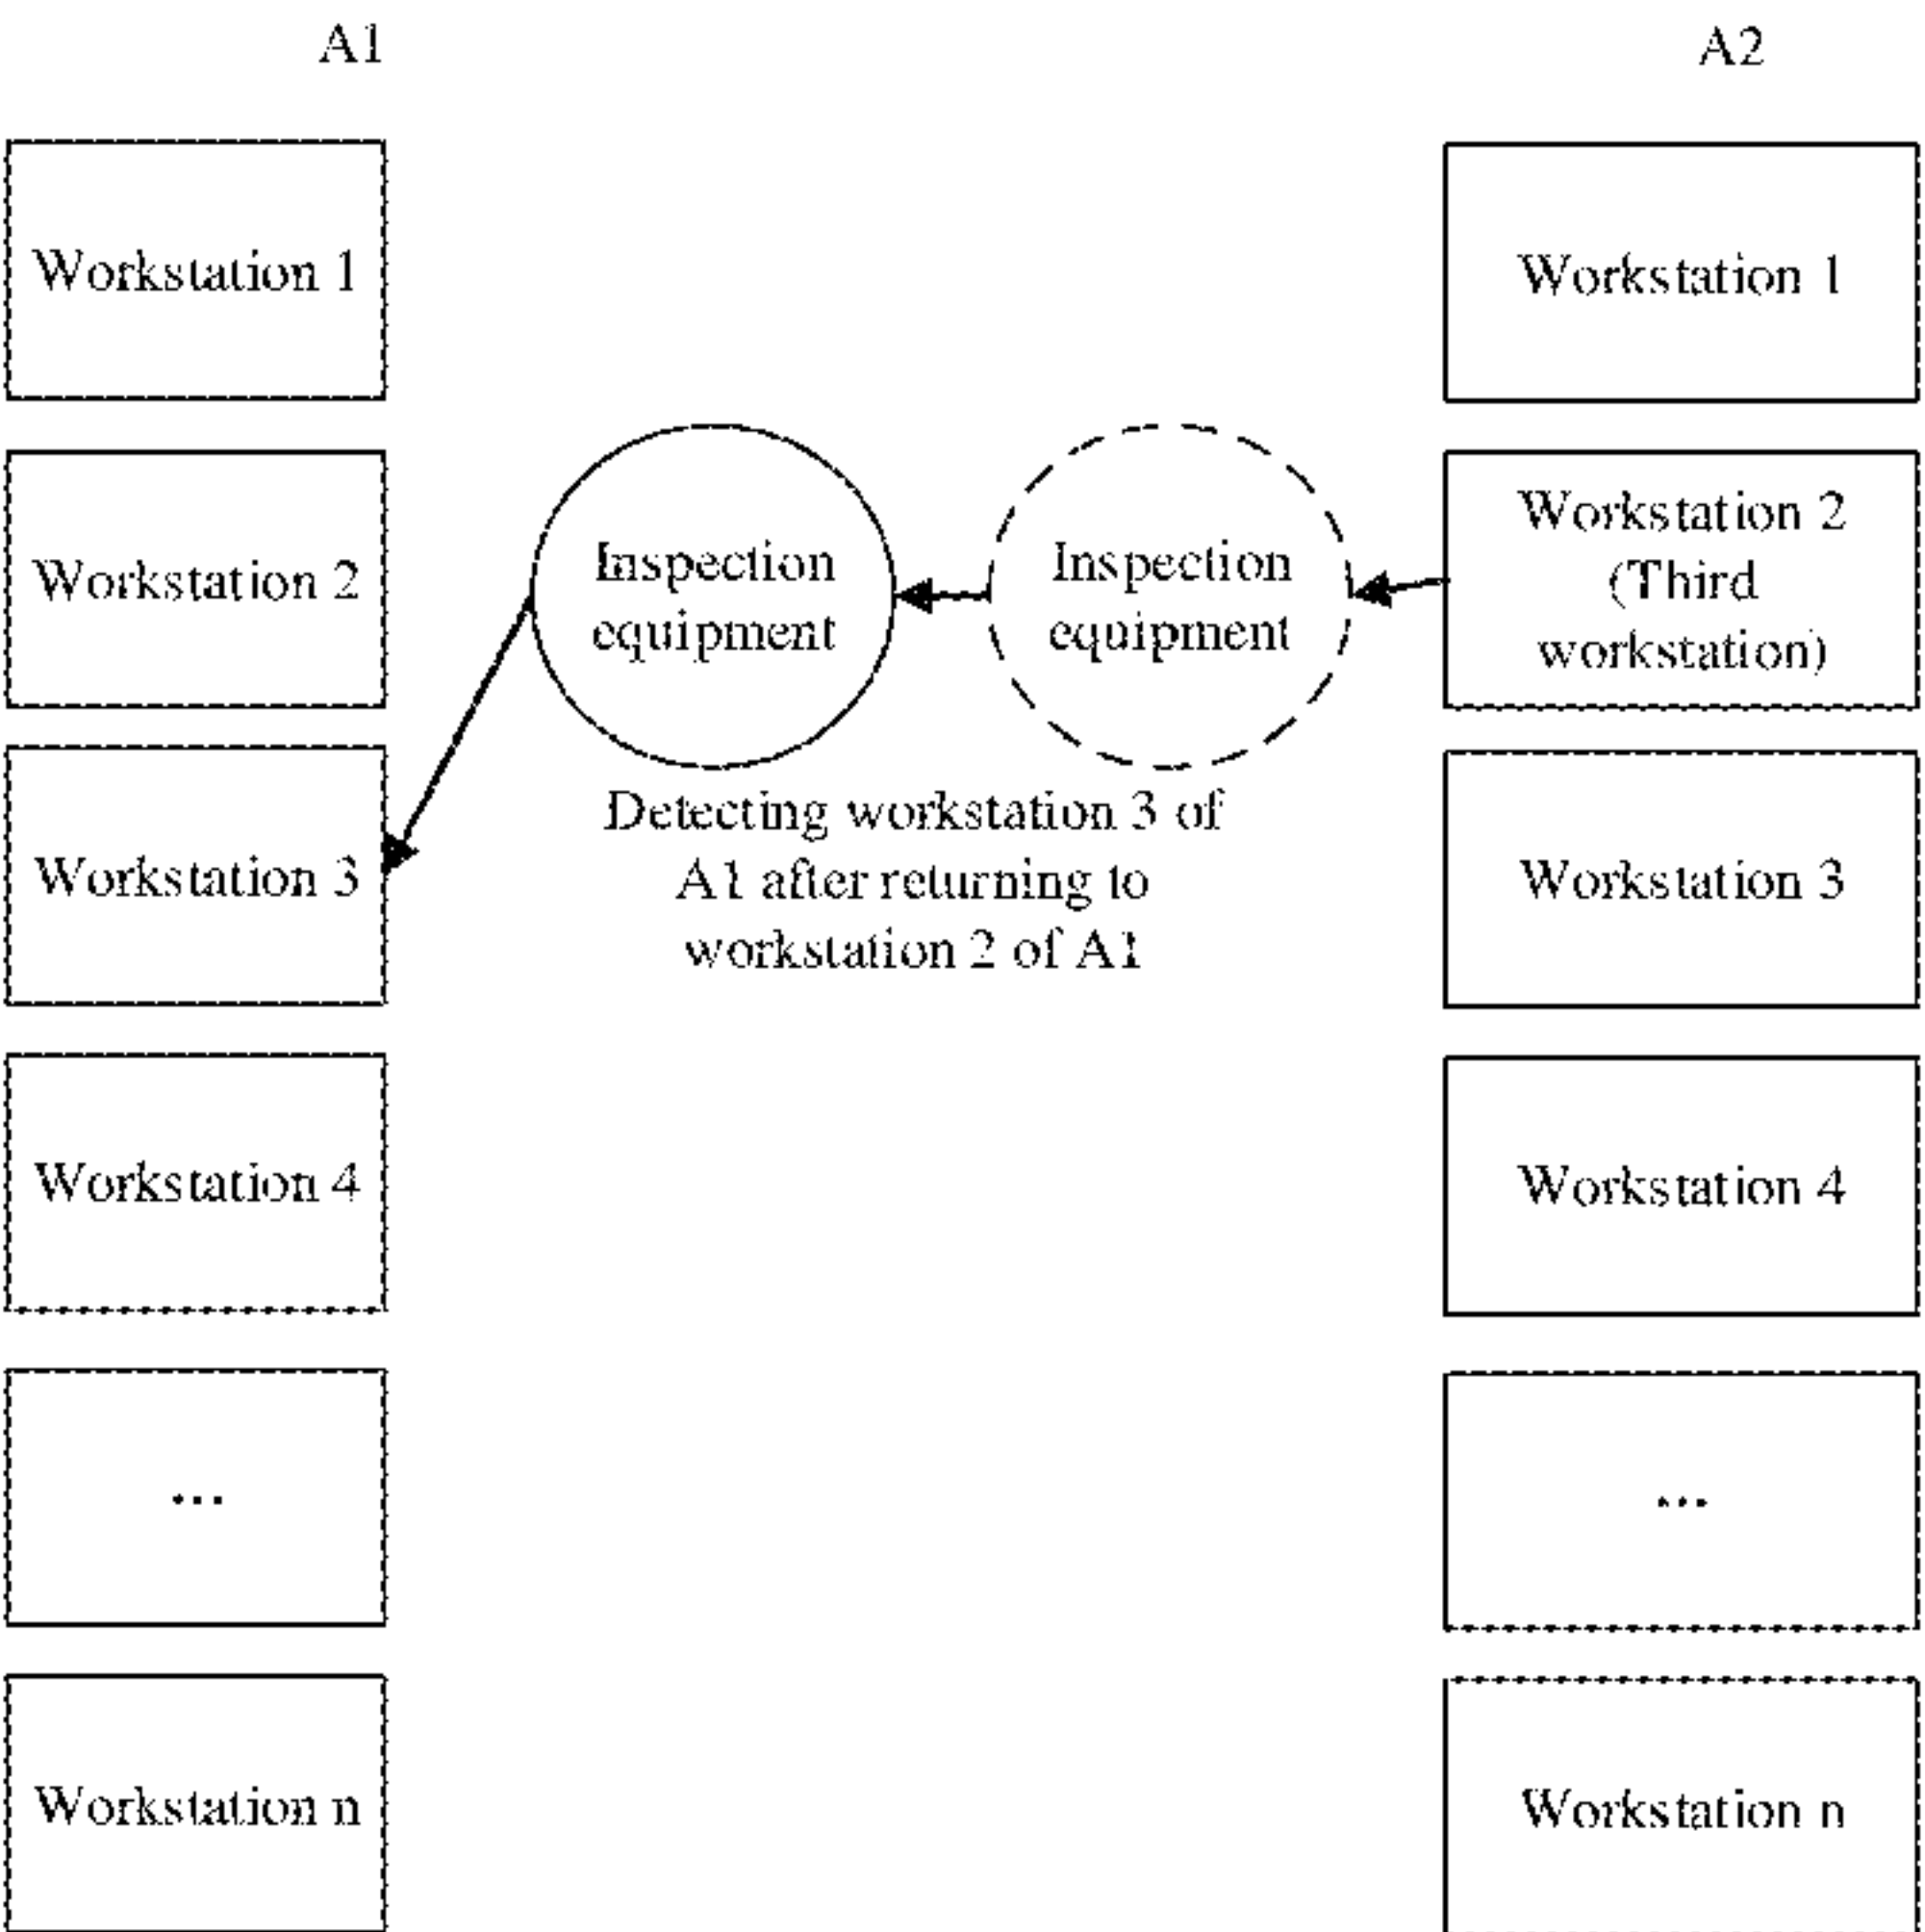 A1
A2
Workstation 1
Workstation 1
Workstation 2
Inspection
equipment
Inspection
equipment
Workstation 2
(Third
workstation)
Workstation 3
Detecting workstation 3 of
A1 after returning to
workstation 2 of A1
Workstation 3
Workstation 4
Workstation 4
...
...
Workstation n
Workstation n